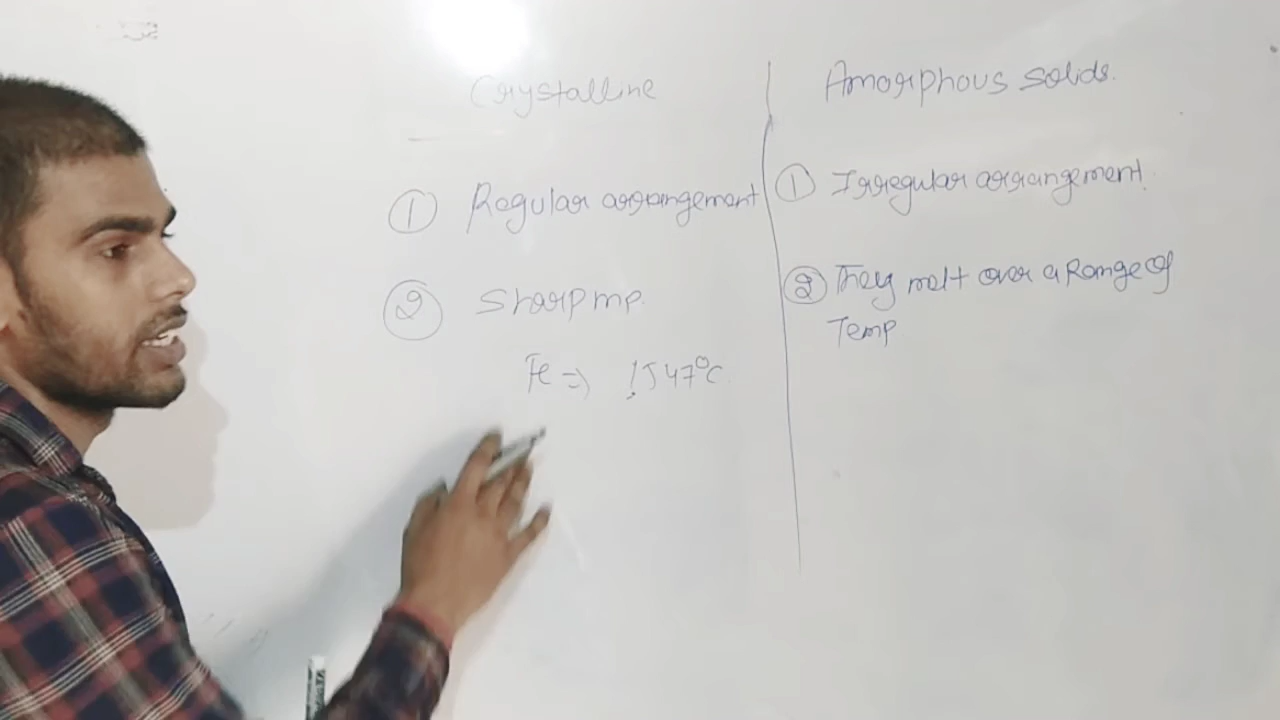 Crystalline
Amorphous solids.
① Regular arrangement
① Irregular arrangement.
② Sharp mp.
② They melt over a Range of
Temp
Fe => 1547°C.